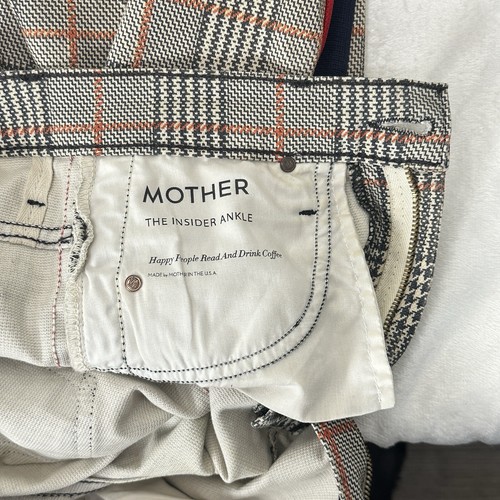 MOTHER
THE INSIDER ANKLE
Happy People Read And Drink Coffee
MADE by MOTHER IN THE U.S.A.